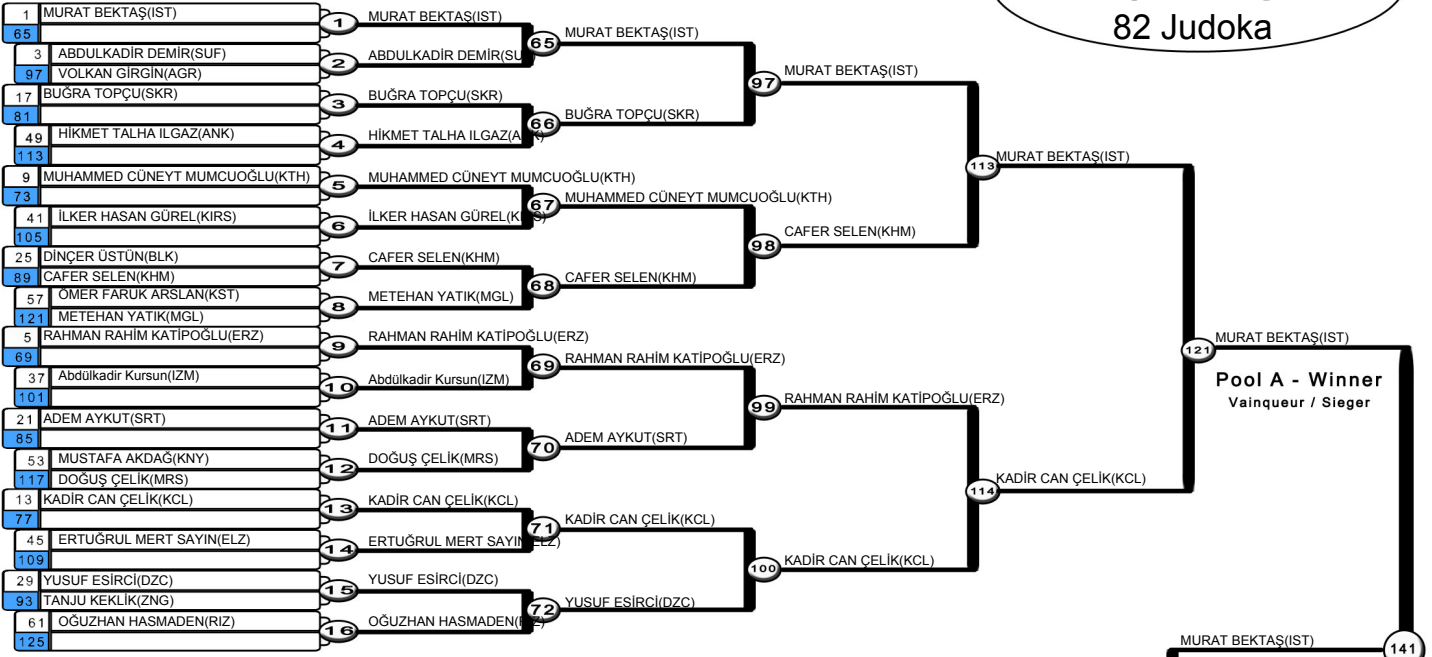 82 Judoka
1 MURAT BEKTAŞ(IST)
65
3 ABDULKADİR DEMİR(SUF)
97 VOLKAN GİRGİN(AGR)
17 BUĞRA TOPÇU(SKR)
81
49 HİKMET TALHA ILGAZ(ANK)
113
9 MUHAMMED CÜNEYT MUMCUOĞLU(KTH)
73
41 İLKER HASAN GÜREL(KIRS)
105
25 DİNÇER ÜSTÜN(BLK)
89 CAFER SELEN(KHM)
57 ÖMER FARUK ARSLAN(KST)
121 METEHAN YATIK(MGL)
5 RAHMAN RAHİM KATİPOĞLU(ERZ)
69
37 Abdülkadir Kursun(IZM)
101
21 ADEM AYKUT(SRT)
85
53 MUSTAFA AKDAĞ(KNY)
117 DOĞUŞ ÇELİK(MRS)
13 KADİR CAN ÇELİK(KCL)
77
45 ERTUĞRUL MERT SAYIN(ELZ)
109
29 YUSUF ESİRCİ(DZC)
93 TANJU KEKLİK(ZNG)
61 OĞUZHAN HASMADEN(RIZ)
125
1 MURAT BEKTAŞ(IST)
2 ABDULKADİR DEMİR(SU
3 BUĞRA TOPÇU(SKR)
4 HİKMET TALHA ILGAZ(A
5 MUHAMMED CÜNEYT MUMCUOĞLU(KTH)
6 İLKER HASAN GÜREL(K
7 CAFER SELEN(KHM)
8 METEHAN YATIK(MGL)
9 RAHMAN RAHİM KATİPOĞLU(ERZ)
10 Abdülkadir Kursun(IZM)
11 ADEM AYKUT(SRT)
12 DOĞUŞ ÇELİK(MRS)
13 KADİR CAN ÇELİK(KCL)
14 ERTUĞRUL MERT SAYIN
15 YUSUF ESİRCİ(DZC)
16 OĞUZHAN HASMADEN(
65 MURAT BEKTAŞ(IST)
66 BUĞRA TOPÇU(SKR)
67 MUHAMMED CÜNEYT MUMCUOĞLU(KTH)
68 CAFER SELEN(KHM)
69 RAHMAN RAHİM KATİPOĞLU(ERZ)
70 ADEM AYKUT(SRT)
71 KADİR CAN ÇELİK(KCL)
72 YUSUF ESİRCİ(DZC)
97 MURAT BEKTAŞ(IST)
98 CAFER SELEN(KHM)
99 RAHMAN RAHİM KATİPOĞLU(ERZ)
100 KADİR CAN ÇELİK(KCL)
113 MURAT BEKTAŞ(IST)
114 KADİR CAN ÇELİK(KCL)
121 MURAT BEKTAŞ(IST)
Pool A - Winner
Vainqueur / Sieger
MURAT BEKTAŞ(IST) 141